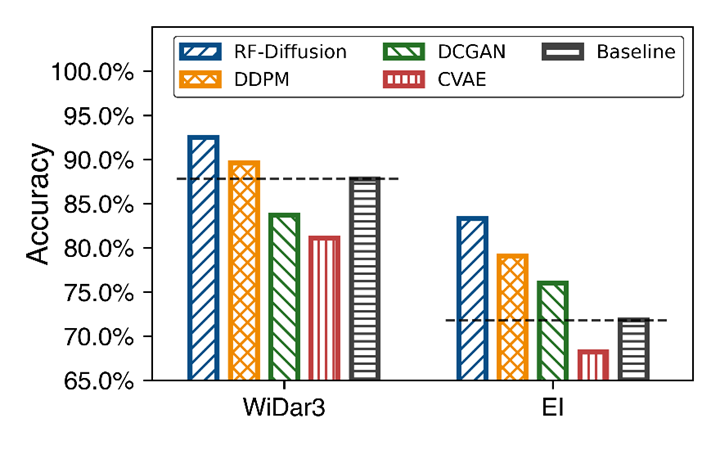 RF-Diffusion DCGAN Baseline
DDPM CVAE
Accuracy
100.0%
95.0%
90.0%
85.0%
80.0%
75.0%
70.0%
65.0%
WiDar3 EI